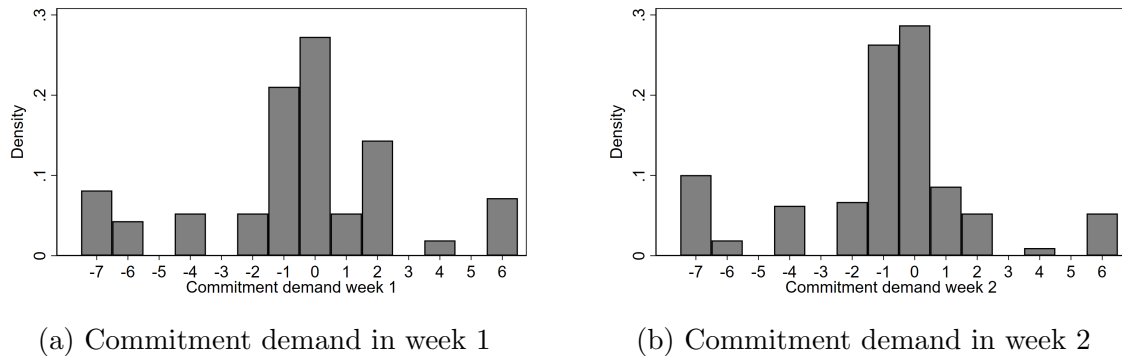 .3
.2
.1
0
Density
-7 -6 -5 -4 -3 -2 -1 0 1 2 3 4 5 6
Commitment demand week 1
(a) Commitment demand in week 1
.3
.2
.1
0
Density
-7 -6 -5 -4 -3 -2 -1 0 1 2 3 4 5 6
Commitment demand week 2
(b) Commitment demand in week 2